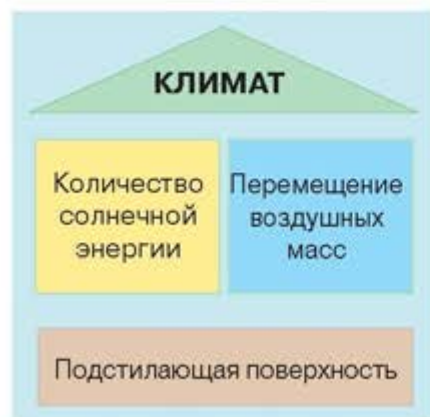 КЛИМАТ
Количество
солнечной
энергии
Перемещение
воздушных
масс
Подстилающая поверхность